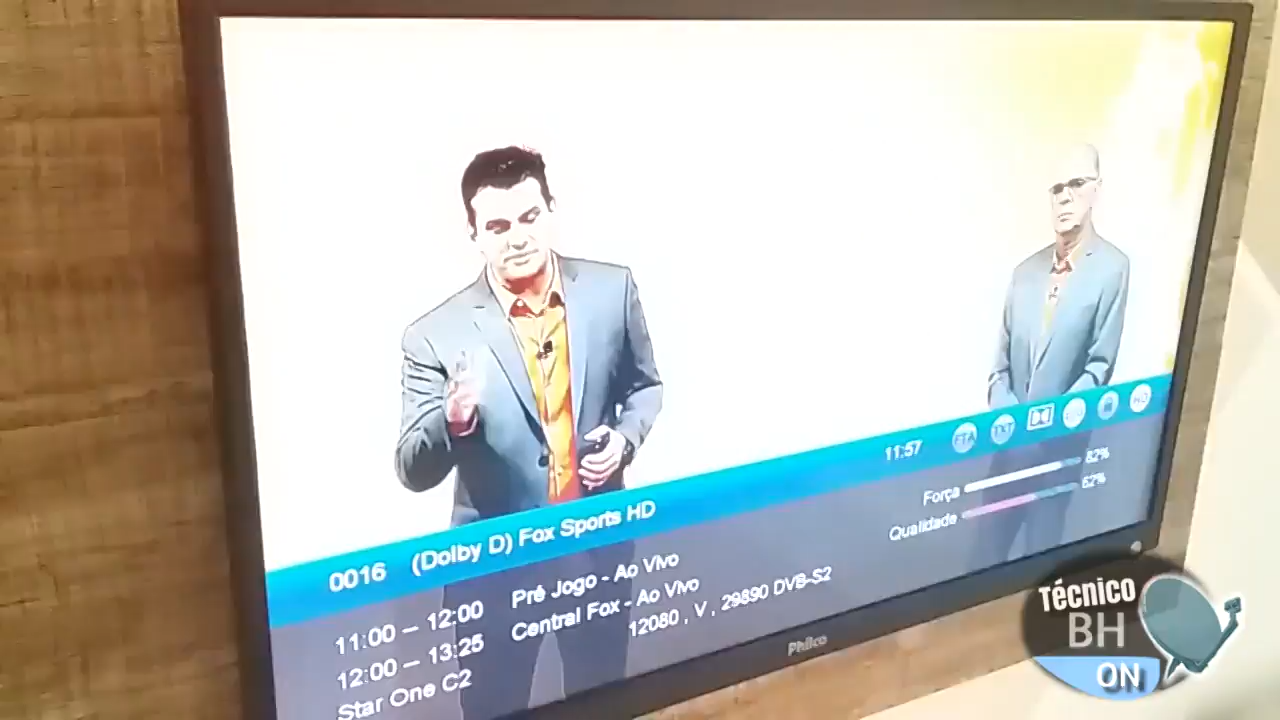 11:57 FTA TXT HD
0016 (Dolby D) Fox Sports HD
Força 82%
Qualidade 62%
11:00 – 12:00 Pré Jogo - Ao Vivo
12:00 – 13:25 Central Fox - Ao Vivo
12080 , V , 29890 DVB-S2
Star One C2
Philco
Técnico
BH
ON